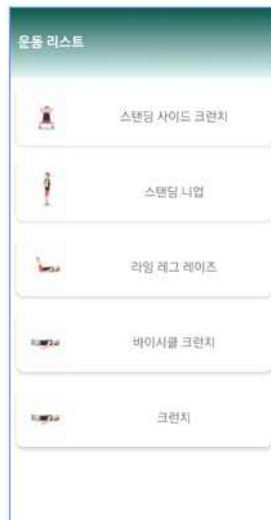 운동 리스트
스탠딩 사이드 크런치
스탠딩 니업
라잉 레그 레이즈
바이시클 크런치
크런치